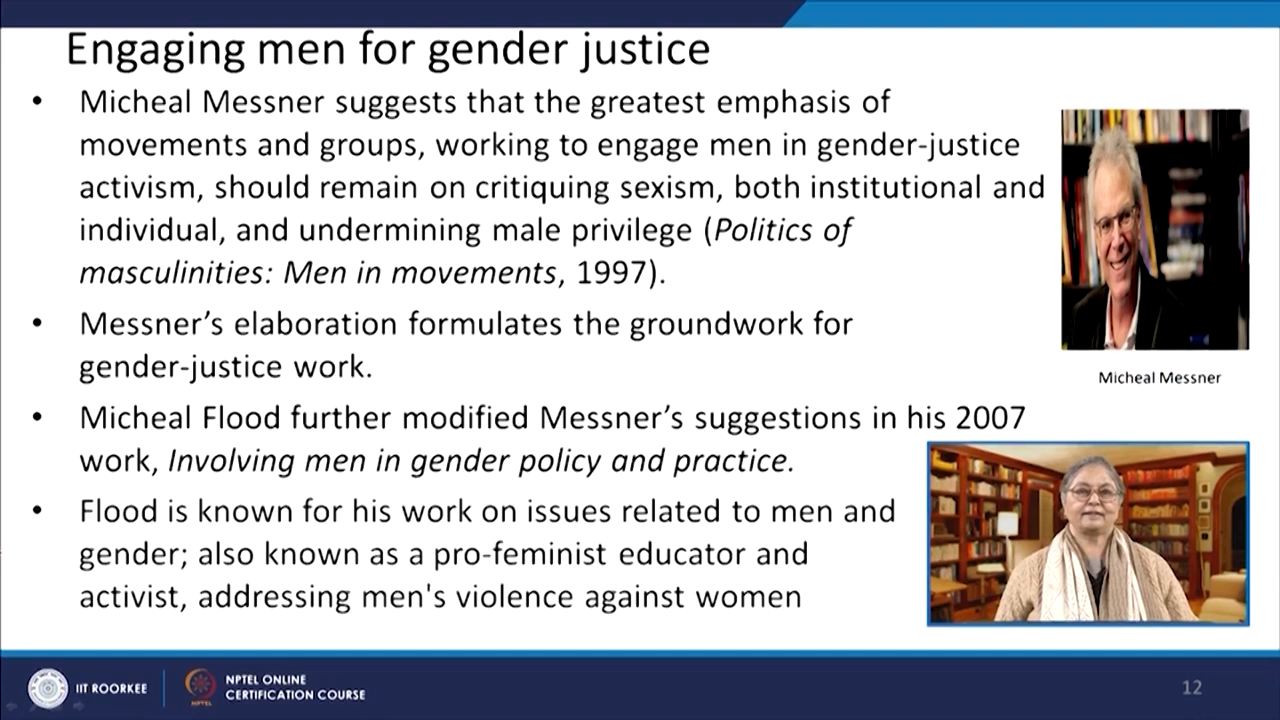 Engaging men for gender justice
• Micheal Messner suggests that the greatest emphasis of
movements and groups, working to engage men in gender-justice
activism, should remain on critiquing sexism, both institutional and
individual, and undermining male privilege (Politics of
masculinities: Men in movements, 1997).
• Messner’s elaboration formulates the groundwork for
gender-justice work.
• Micheal Flood further modified Messner’s suggestions in his 2007
work, Involving men in gender policy and practice.
• Flood is known for his work on issues related to men and
gender; also known as a pro-feminist educator and
activist, addressing men's violence against women
Micheal Messner
IIT ROORKEE
NPTEL
NPTEL ONLINE
CERTIFICATION COURSE
12